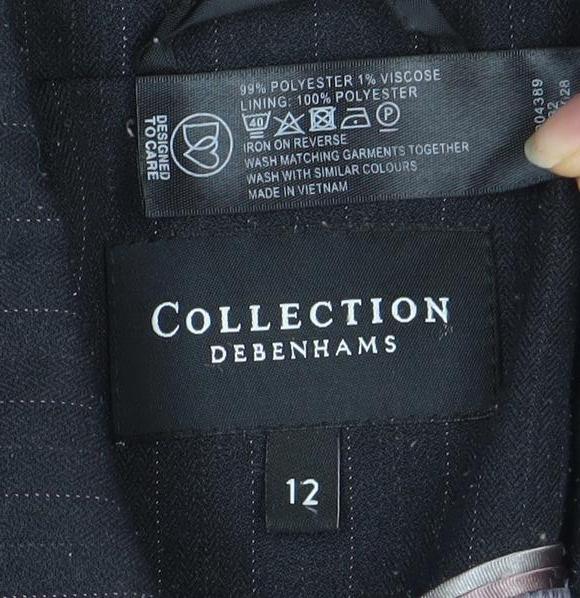 99% POLYESTER 1% VISCOSE
LINING: 100% POLYESTER
40
P
IRON ON REVERSE
WASH MATCHING GARMENTS TOGETHER
WASH WITH SIMILAR COLOURS
MADE IN VIETNAM
DESIGNED
TO CARE
COLLECTION
DEBENHAMS
12